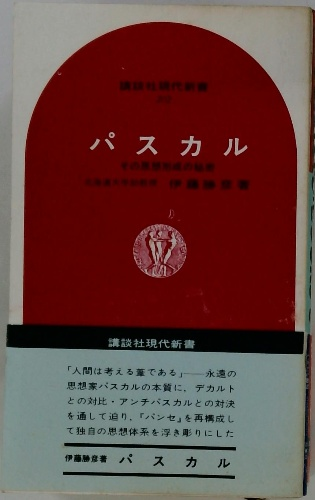 講談社現代新書
パスカル
伊藤勝彦著
講談社現代新書
「人間は考える葦である」――永遠の
思想家パスカルの本質に、デカルト
との対比・アンチパスカルとの対決
を通して迫り、『パンセ』を再構成し
て独自の思想体系を浮き彫りにした
伊藤勝彦著 パスカル